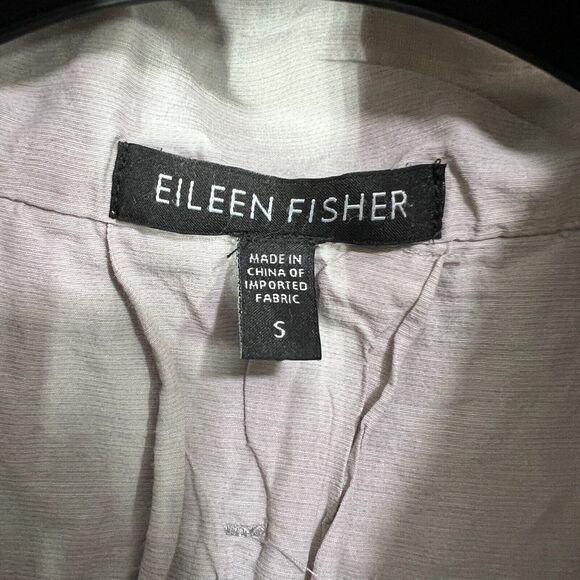 EILEEN FISHER
MADE IN
CHINA OF
IMPORTED
FABRIC
S